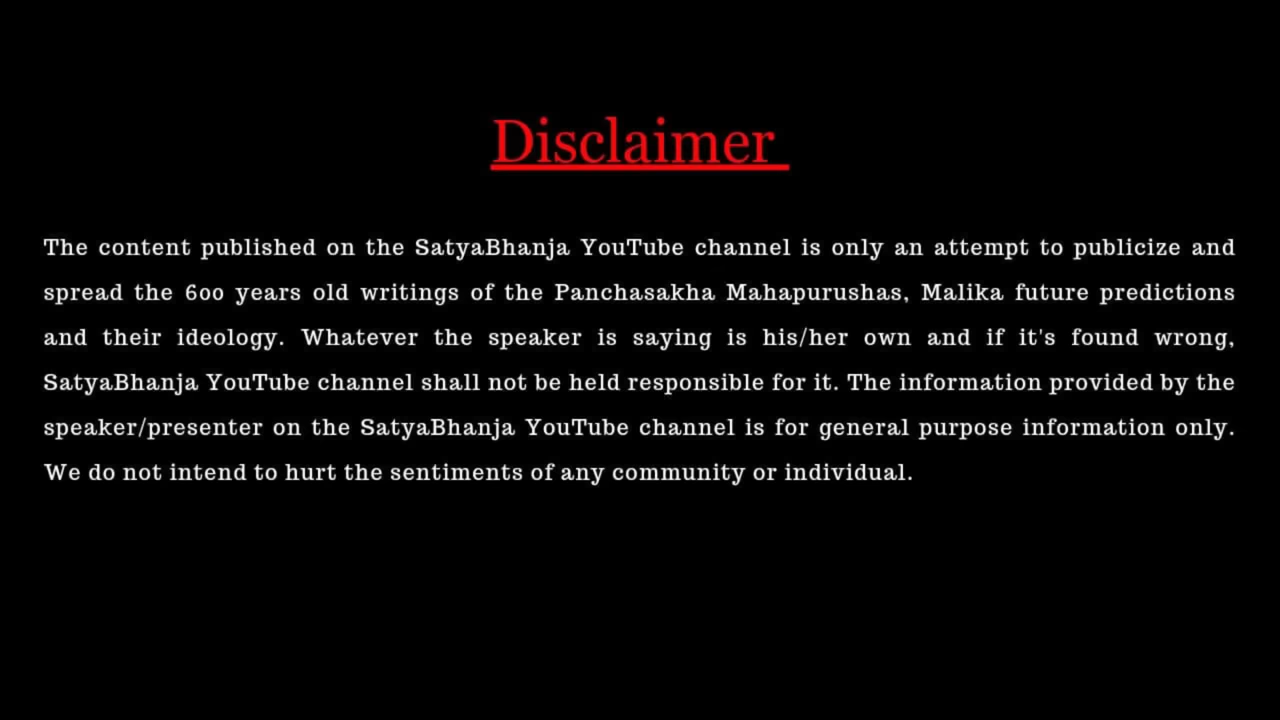 Disclaimer
The content published on the SatyaBhanja YouTube channel is only an attempt to publicize and
spread the 600 years old writings of the Panchasakha Mahapurushas, Malika future predictions
and their ideology. Whatever the speaker is saying is his/her own and if it's found wrong,
SatyaBhanja YouTube channel shall not be held responsible for it. The information provided by the
speaker/presenter on the SatyaBhanja YouTube channel is for general purpose information only.
We do not intend to hurt the sentiments of any community or individual.